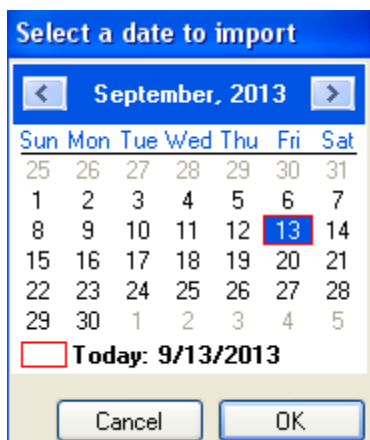 Select a date to import
September, 2013
Sun Mon Tue Wed Thu Fri Sat
25 26 27 28 29 30 31
1 2 3 4 5 6 7
8 9 10 11 12 13 14
15 16 17 18 19 20 21
22 23 24 25 26 27 28
29 30 1 2 3 4 5
Today: 9/13/2013
Cancel OK